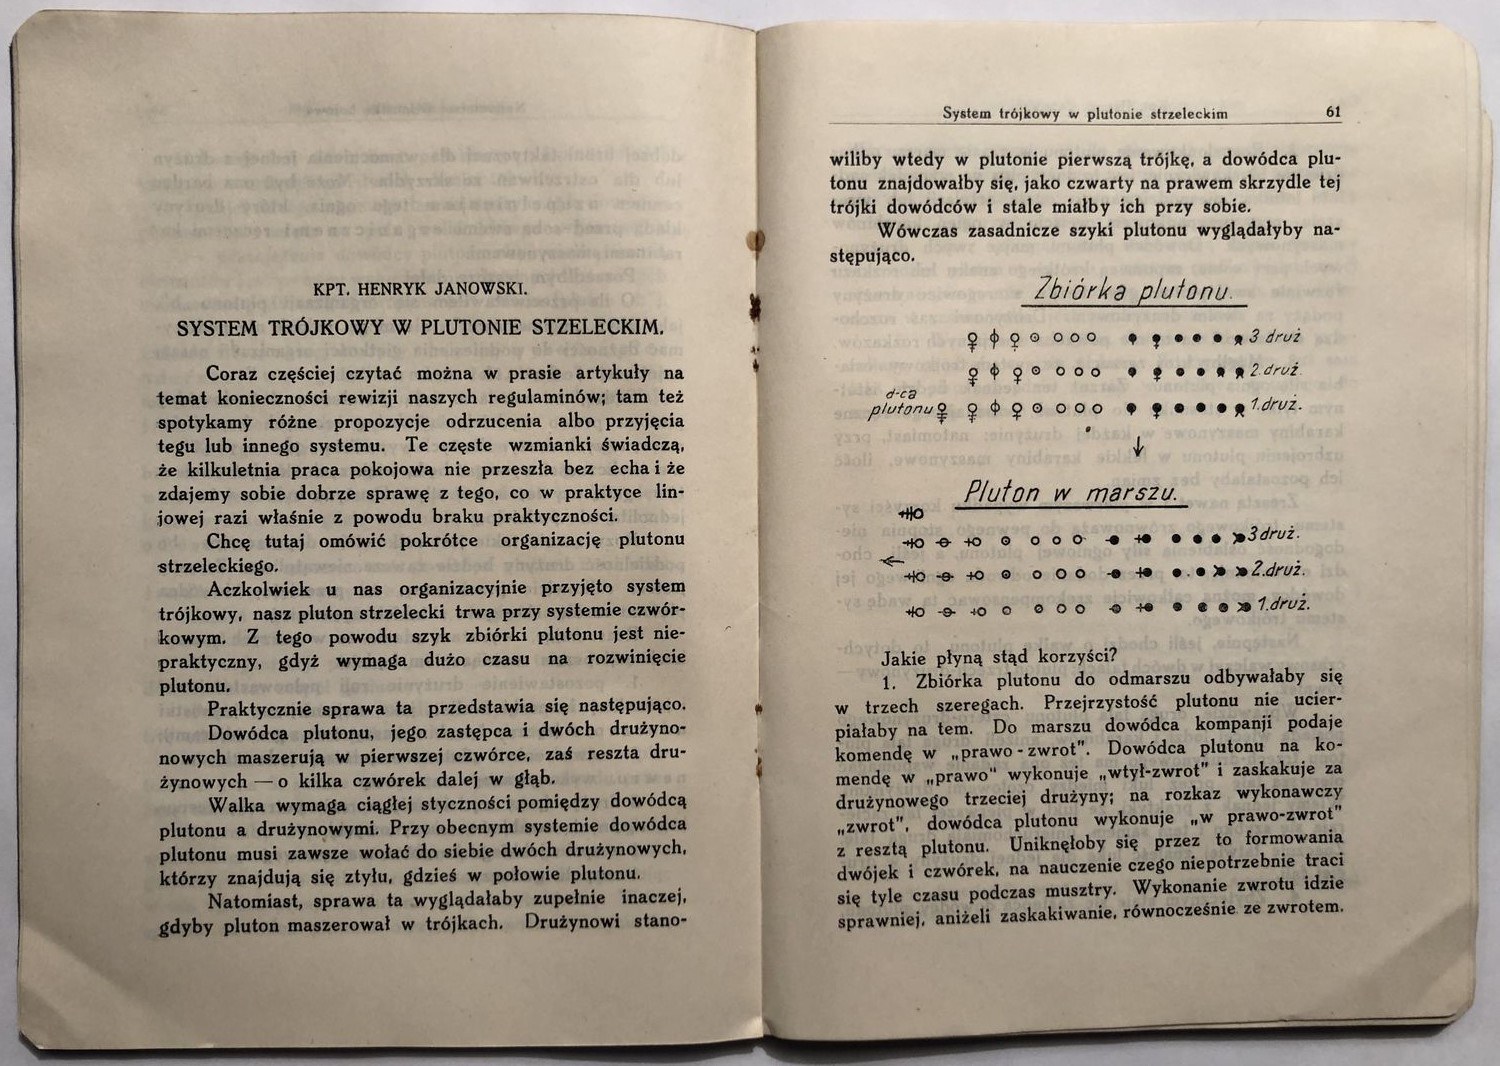 KPT. HENRYK JANOWSKI.
SYSTEM TRÓJKOWY W PLUTONIE STZELECKIM.
Coraz częściej czytać można w prasie artykuły na
temat konieczności rewizji naszych regulaminów; tam też
spotykamy różne propozycje odrzucenia albo przyjęcia
tegu lub innego systemu. Te częste wzmianki świadczą,
że kilkuletnia praca pokojowa nie przeszła bez echa i że
zdajemy sobie dobrze sprawę z tego, co w praktyce lin-
jowej razi właśnie z powodu braku praktyczności.
Chcę tutaj omówić pokrótce organizację plutonu
strzeleckiego.
Aczkolwiek u nas organizacyjnie przyjęto system
trójkowy, nasz pluton strzelecki trwa przy systemie czwór-
kowym. Z tego powodu szyk zbiórki plutonu jest nie-
praktyczny, gdyż wymaga dużo czasu na rozwinięcie
plutonu.
Praktycznie sprawa ta przedstawia się następująco.
Dowódca plutonu, jego zastępca i dwóch drużyno-
nowych maszerują w pierwszej czwórce, zaś reszta dru-
żynowych — o kilka czwórek dalej w głąb.
Walka wymaga ciągłej styczności pomiędzy dowódcą
plutonu a drużynowymi. Przy obecnym systemie dowódca
plutonu musi zawsze wołać do siebie dwóch drużynowych,
którzy znajdują się ztyłu, gdzieś w połowie plutonu.
Natomiast, sprawa ta wyglądałaby zupełnie inaczej,
gdyby pluton maszerował w trójkach. Drużynowi stano-
System trójkowy w plutonie strzeleckim 61
wiliby wtedy w plutonie pierwszą trójkę, a dowódca plu-
tonu znajdowałby się, jako czwarty na prawem skrzydle tej
trójki dowódców i stale miałby ich przy sobie.
Wówczas zasadnicze szyki plutonu wyglądałyby na-
stępująco.
Zbiórka plutonu.
3 druż
2 druż
d-ca
plutonu
1. druż.
Pluton w marszu.
3 druż.
2. druż.
1. druż.
Jakie płyną stąd korzyści?
1. Zbiórka plutonu do odmarszu odbywałaby się
w trzech szeregach. Przejrzystość plutonu nie ucier-
piałaby na tem. Do marszu dowódca kompanji podaje
komendę w „prawo - zwrot". Dowódca plutonu na ko-
mendę w „prawo" wykonuje „wtył-zwrot" i zaskakuje za
drużynowego trzeciej drużyny; na rozkaz wykonawczy
„zwrot", dowódca plutonu wykonuje „w prawo-zwrot"
z resztą plutonu. Uniknęłoby się przez to formowania
dwójek i czwórek, na nauczenie czego niepotrzebnie traci
się tyle czasu podczas musztry. Wykonanie zwrotu idzie
sprawniej, aniżeli zaskakiwanie, równocześnie ze zwrotem.